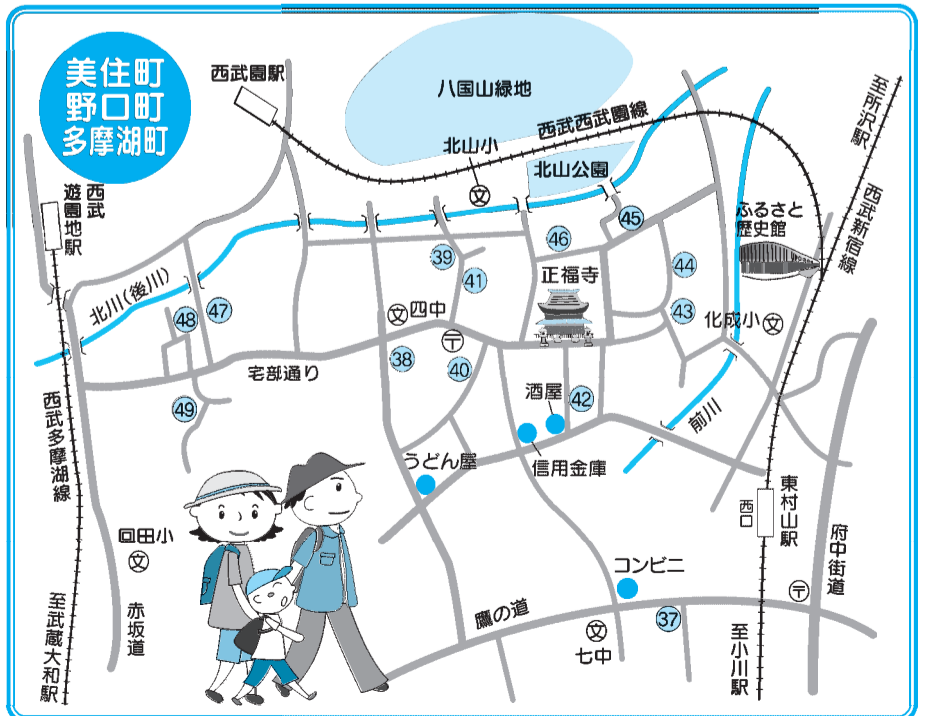 美住町
野口町
多摩湖町
西武園駅
八国山緑地
西武西武園線
至所沢駅
西武新宿線
北山小
文
北山公園
西武
遊園地駅
ふるさと
歴史館
45
46
39
41
44
正福寺
北川(後川)
48
47
文
四中
〒
43
化成小
文
38
40
宅部通り
酒屋
42
49
前川
西武多摩湖線
うどん屋
信用金庫
東村山駅
西口
回田小
文
府中街道
コンビニ
〒
至武蔵大和駅
赤坂道
鷹の道
文
七中
37
至小川駅